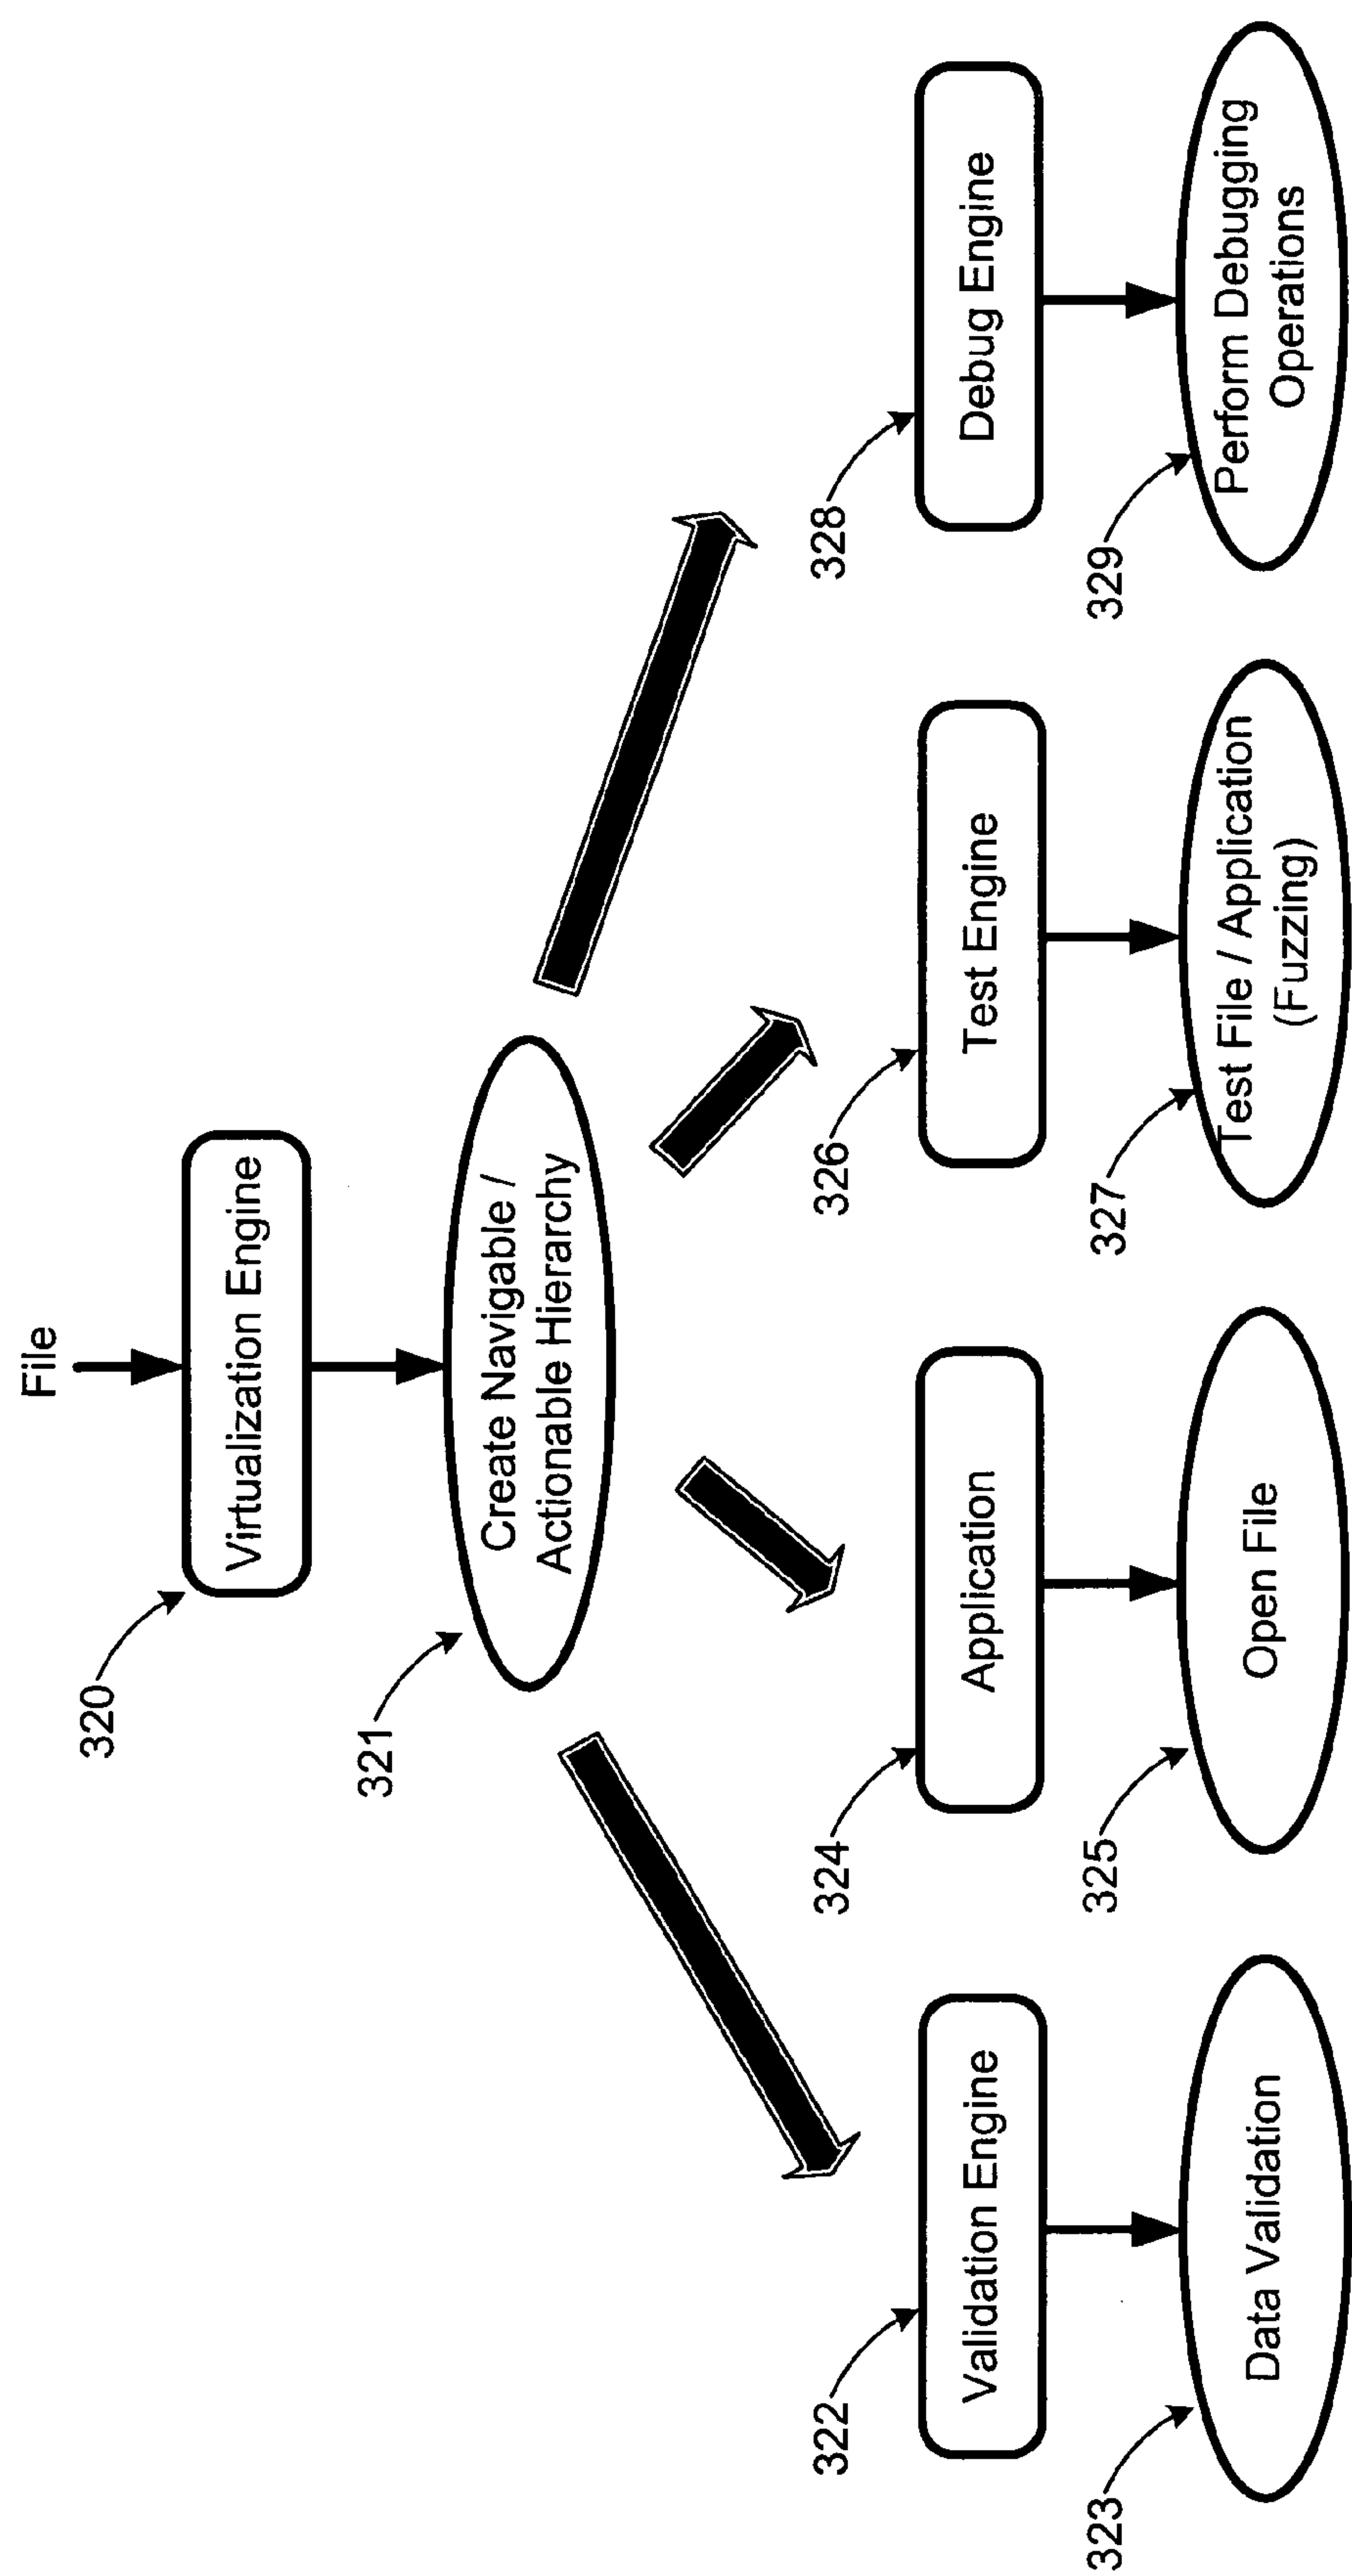 File
320
Virtualization Engine
321
Create Navigable /
Actionable Hierarchy
322
Validation Engine
323
Data Validation
324
Application
325
Open File
326
Test Engine
327
Test File / Application
(Fuzzing)
328
Debug Engine
329
Perform Debugging
Operations